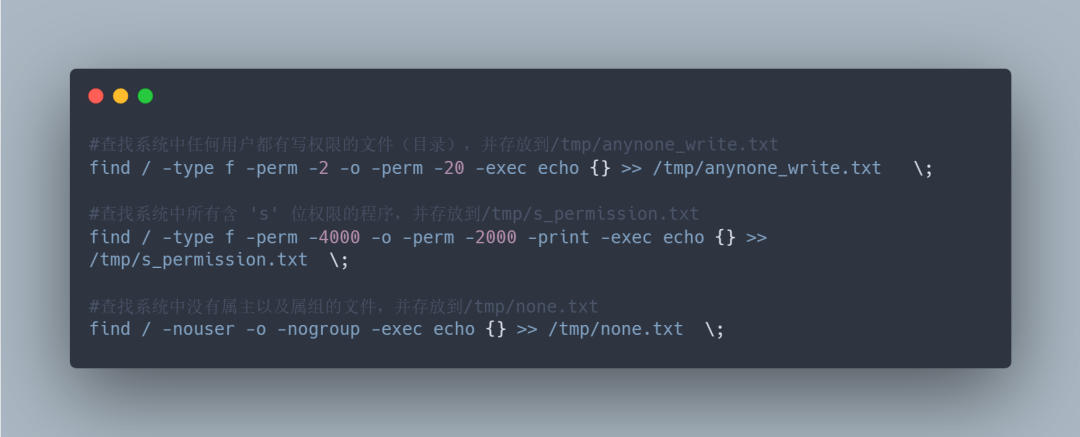 #查找系统中任何用户都有写权限的文件（目录），并存放到/tmp/anynone_write.txt
find / -type f -perm -2 -o -perm -20 -exec echo {} >> /tmp/anynone_write.txt   \;
#查找系统中所有含 's' 位权限的程序，并存放到/tmp/s_permission.txt
find / -type f -perm -4000 -o -perm -2000 -print -exec echo {} >>
/tmp/s_permission.txt  \;
#查找系统中没有属主以及属组的文件，并存放到/tmp/none.txt
find / -nouser -o -nogroup -exec echo {} >> /tmp/none.txt  \;